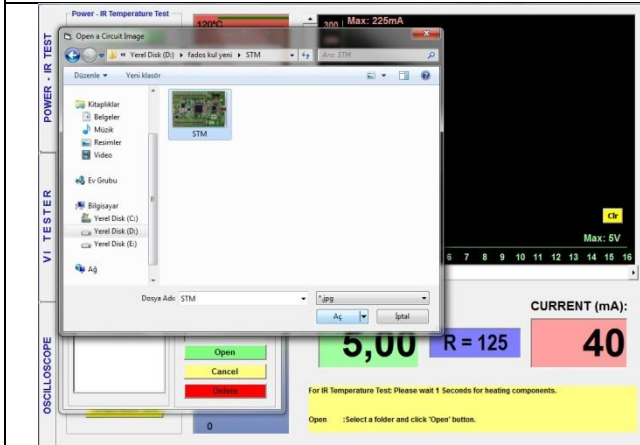 Power - IR Temperature Test
120°C
300
Max: 225mA
POWER - IR TEST
VI TESTER
OSCILLOSCOPE
Open a Circuit Image
« Yerel Disk (D:) ▸ fados kul yeni ▸ STM
Ara: STM
Düzenle
Yeni klasör
Kitaplıklar
Belgeler
Müzik
Resimler
Video
Ev Grubu
Bilgisayar
Yerel Disk (C:)
Yerel Disk (D:)
Yerel Disk (E:)
Ağ
STM
Dosya Adı: STM
*.jpg
Aç
İptal
Clr
Max: 5V
6 7 8 9 10 11 12 13 14 15 16
Open
Cancel
Delete
0
5,00
R = 125
CURRENT (mA):
40
For IR Temperature Test: Please wait 1 Seconds for heating components.
Open :Select a folder and click 'Open' button.